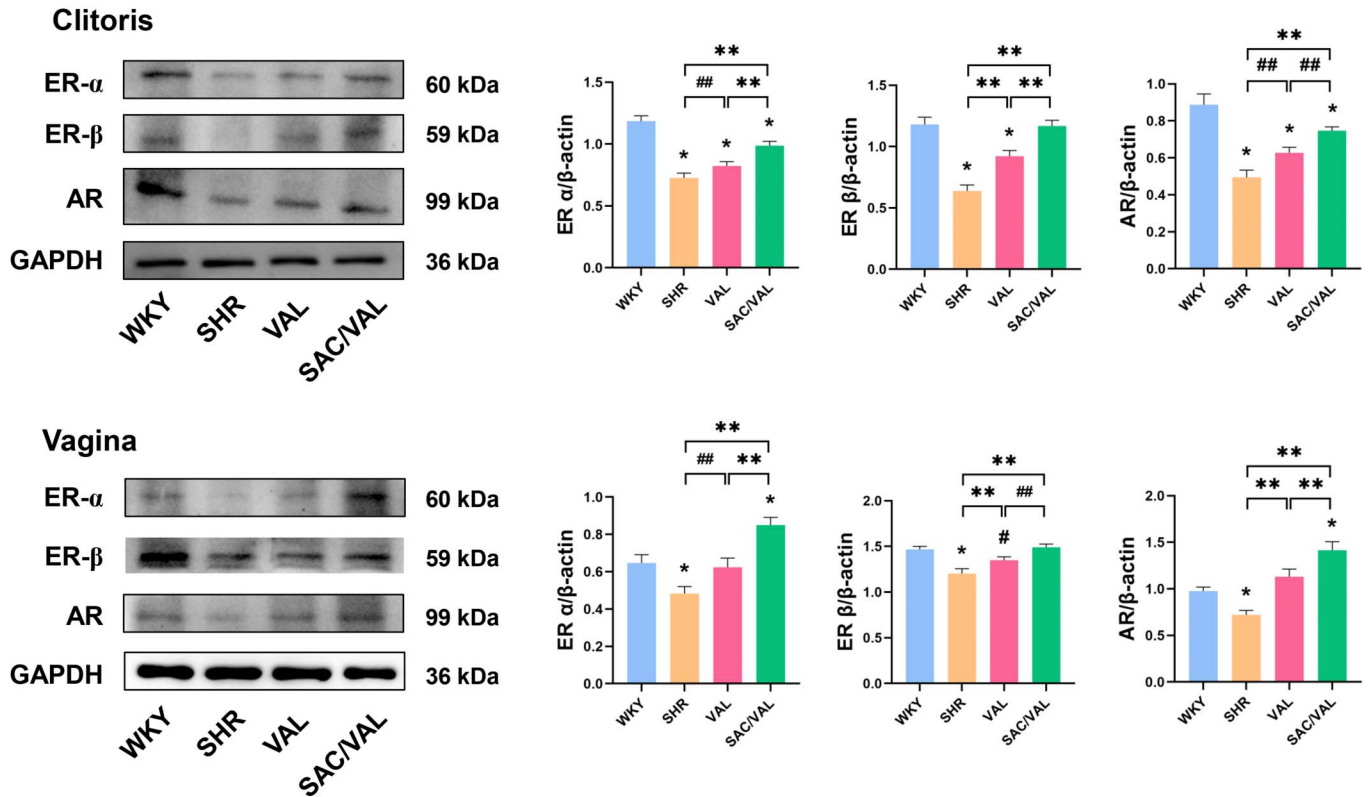 Clitoris
ER-α
60 kDa
ER-β
59 kDa
AR
99 kDa
GAPDH
36 kDa
WKY
SHR
VAL
SAC/VAL
**
##
**
*
*
*
ER α/β-actin
1.5
1.0
0.5
0.0
WKY
SHR
VAL
SAC/VAL
**
**
**
*
*
ER β/β-actin
1.5
1.0
0.5
0.0
WKY
SHR
VAL
SAC/VAL
**
##
##
*
*
*
AR/β-actin
1.0
0.8
0.6
0.4
0.2
0.0
WKY
SHR
VAL
SAC/VAL
Vagina
ER-α
60 kDa
ER-β
59 kDa
AR
99 kDa
GAPDH
36 kDa
WKY
SHR
VAL
SAC/VAL
**
##
**
*
*
ER α/β-actin
1.0
0.8
0.6
0.4
0.2
0.0
WKY
SHR
VAL
SAC/VAL
**
**
##
*
#
ER β/β-actin
2.0
1.5
1.0
0.5
0.0
WKY
SHR
VAL
SAC/VAL
**
**
**
*
*
AR/β-actin
2.0
1.5
1.0
0.5
0.0
WKY
SHR
VAL
SAC/VAL